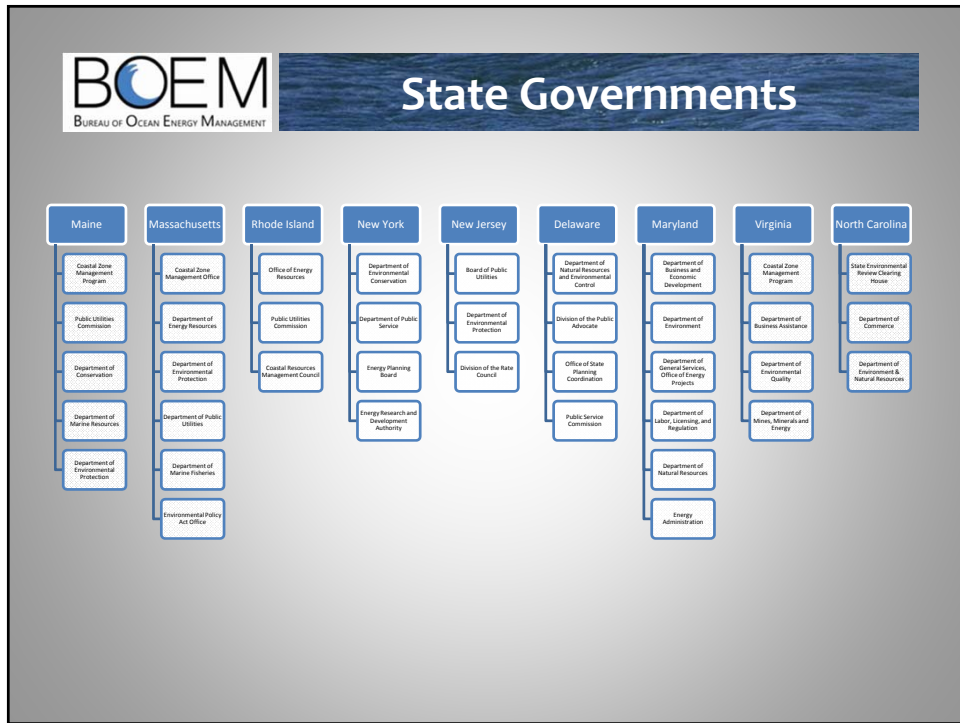 BOEM
BUREAU OF OCEAN ENERGY MANAGEMENT
State Governments
Maine
Coastal Zone
Management
Program
Public Utilities
Commission
Department of
Conservation
Department of
Marine Resources
Department of
Environmental
Protection
Massachusetts
Coastal Zone
Management Office
Department of
Energy Resources
Department of
Environmental
Protection
Department of Public
Utilities
Department of
Marine Fisheries
Environmental Policy
Act Office
Rhode Island
Office of Energy
Resources
Public Utilities
Commission
Coastal Resources
Management Council
New York
Department of
Environmental
Conservation
Department of Public
Service
Energy Planning
Board
Energy Research and
Development
Authority
New Jersey
Board of Public
Utilities
Department of
Environmental
Protection
Division of the Rate
Council
Delaware
Department of
Natural Resources
and Environmental
Control
Division of the Public
Advocate
Office of State
Planning
Coordination
Public Service
Commission
Maryland
Department of
Business and
Economic
Development
Department of
Environment
Department of
General Services,
Office of Energy
Projects
Department of
Labor, Licensing, and
Regulation
Department of
Natural Resources
Energy
Administration
Virginia
Coastal Zone
Management
Program
Department of
Business Assistance
Department of
Environmental
Quality
Department of
Mines, Minerals and
Energy
North Carolina
State Environmental
Review Clearing
House
Department of
Commerce
Department of
Environment &
Natural Resources